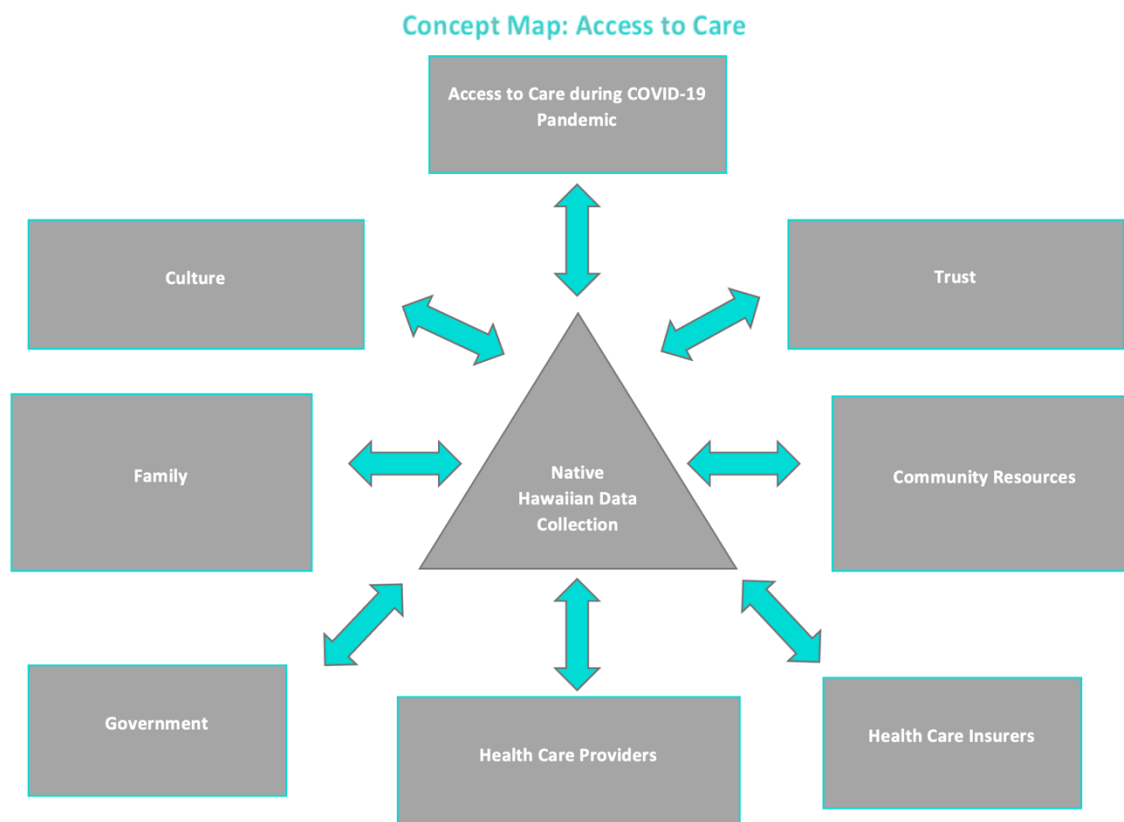 Concept Map: Access to Care
Access to Care during COVID-19
Pandemic
Culture
Trust
Family
Native
Hawaiian Data
Collection
Community Resources
Government
Health Care Providers
Health Care Insurers